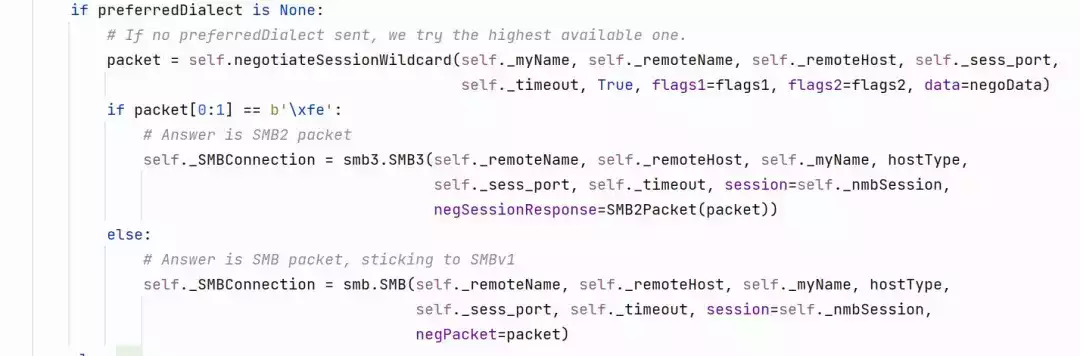 if preferredDialect is None:
# If no preferredDialect sent, we try the highest available one.
packet = self.negotiateSessionWildcard(self._myName, self._remoteName, self._remoteHost, self._sess_port,
self._timeout, True, flags1=flags1, flags2=flags2, data=negoData)
if packet[0:1] == b'\xfe':
# Answer is SMB2 packet
self._SMBConnection = smb3.SMB3(self._remoteName, self._remoteHost, self._myName, hostType,
self._sess_port, self._timeout, session=self._nmbSession,
negSessionResponse=SMB2Packet(packet))
else:
# Answer is SMB packet, sticking to SMBv1
self._SMBConnection = smb.SMB(self._remoteName, self._remoteHost, self._myName, hostType,
self._sess_port, self._timeout, session=self._nmbSession,
negPacket=packet)